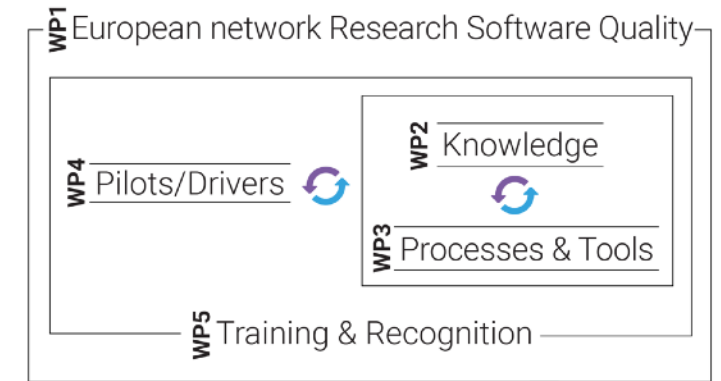 WP1 European network Research Software Quality
WP2 Knowledge
WP4 Pilots/Drivers
WP3 Processes & Tools
WP5 Training & Recognition